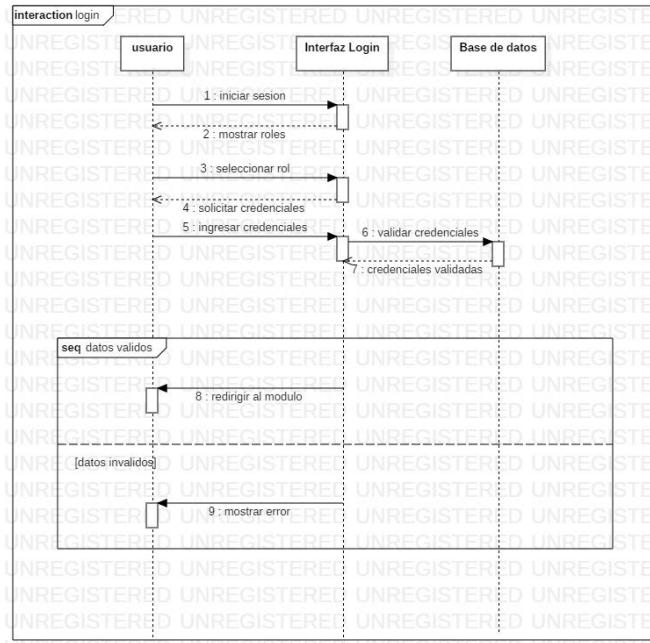 interaction login
usuario
Interfaz Login
Base de datos
1 : iniciar sesion
2 : mostrar roles
3 : seleccionar rol
4 : solicitar credenciales
5 : ingresar credenciales
6 : validar credenciales
7 : credenciales validadas
seq datos validos
8 : redirigir al modulo
[datos invalidos]
9 : mostrar error
UNREGISTERED